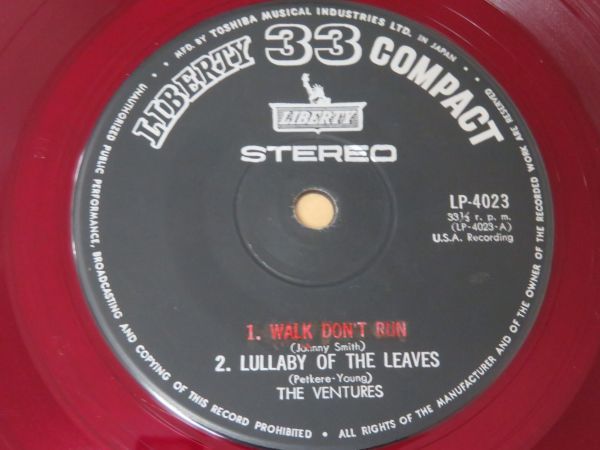 MFD. BY TOSHIBA MUSICAL INDUSTRIES LTD. IN JAPAN
LIBERTY 33 COMPACT
LIBERTY
STEREO
LP-4023
33⅓ r. p. m.
(LP-4023-A)
U.S.A. Recording
1. WALK DON'T RUN
(Johnny Smith)
2. LULLABY OF THE LEAVES
(Petkere-Young)
THE VENTURES
UNAUTHORIZED PUBLIC PERFORMANCE, BROADCASTING AND COPYING OF THIS RECORD PROHIBITED • ALL RIGHTS OF THE MANUFACTURER AND OF THE OWNER OF THE RECORDED WORK ARE RESERVED